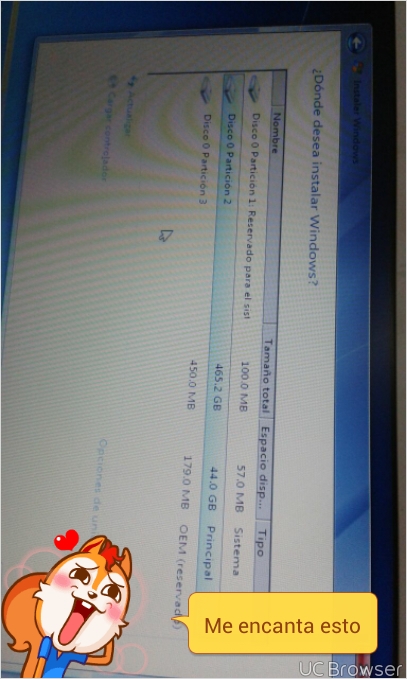 Instalar Windows
¿Dónde desea instalar Windows?
Nombre Tamaño total Espacio disp... Tipo
Disco 0 Partición 1: Reservado para el sist 100.0 MB 57.0 MB Sistema
Disco 0 Partición 2 465.2 GB 44.0 GB Principal
Disco 0 Partición 3 450.0 MB 179.0 MB OEM (reservado)
Actualizar
Cargar controlador
Opciones de uni
Me encanta esto
UC Browser